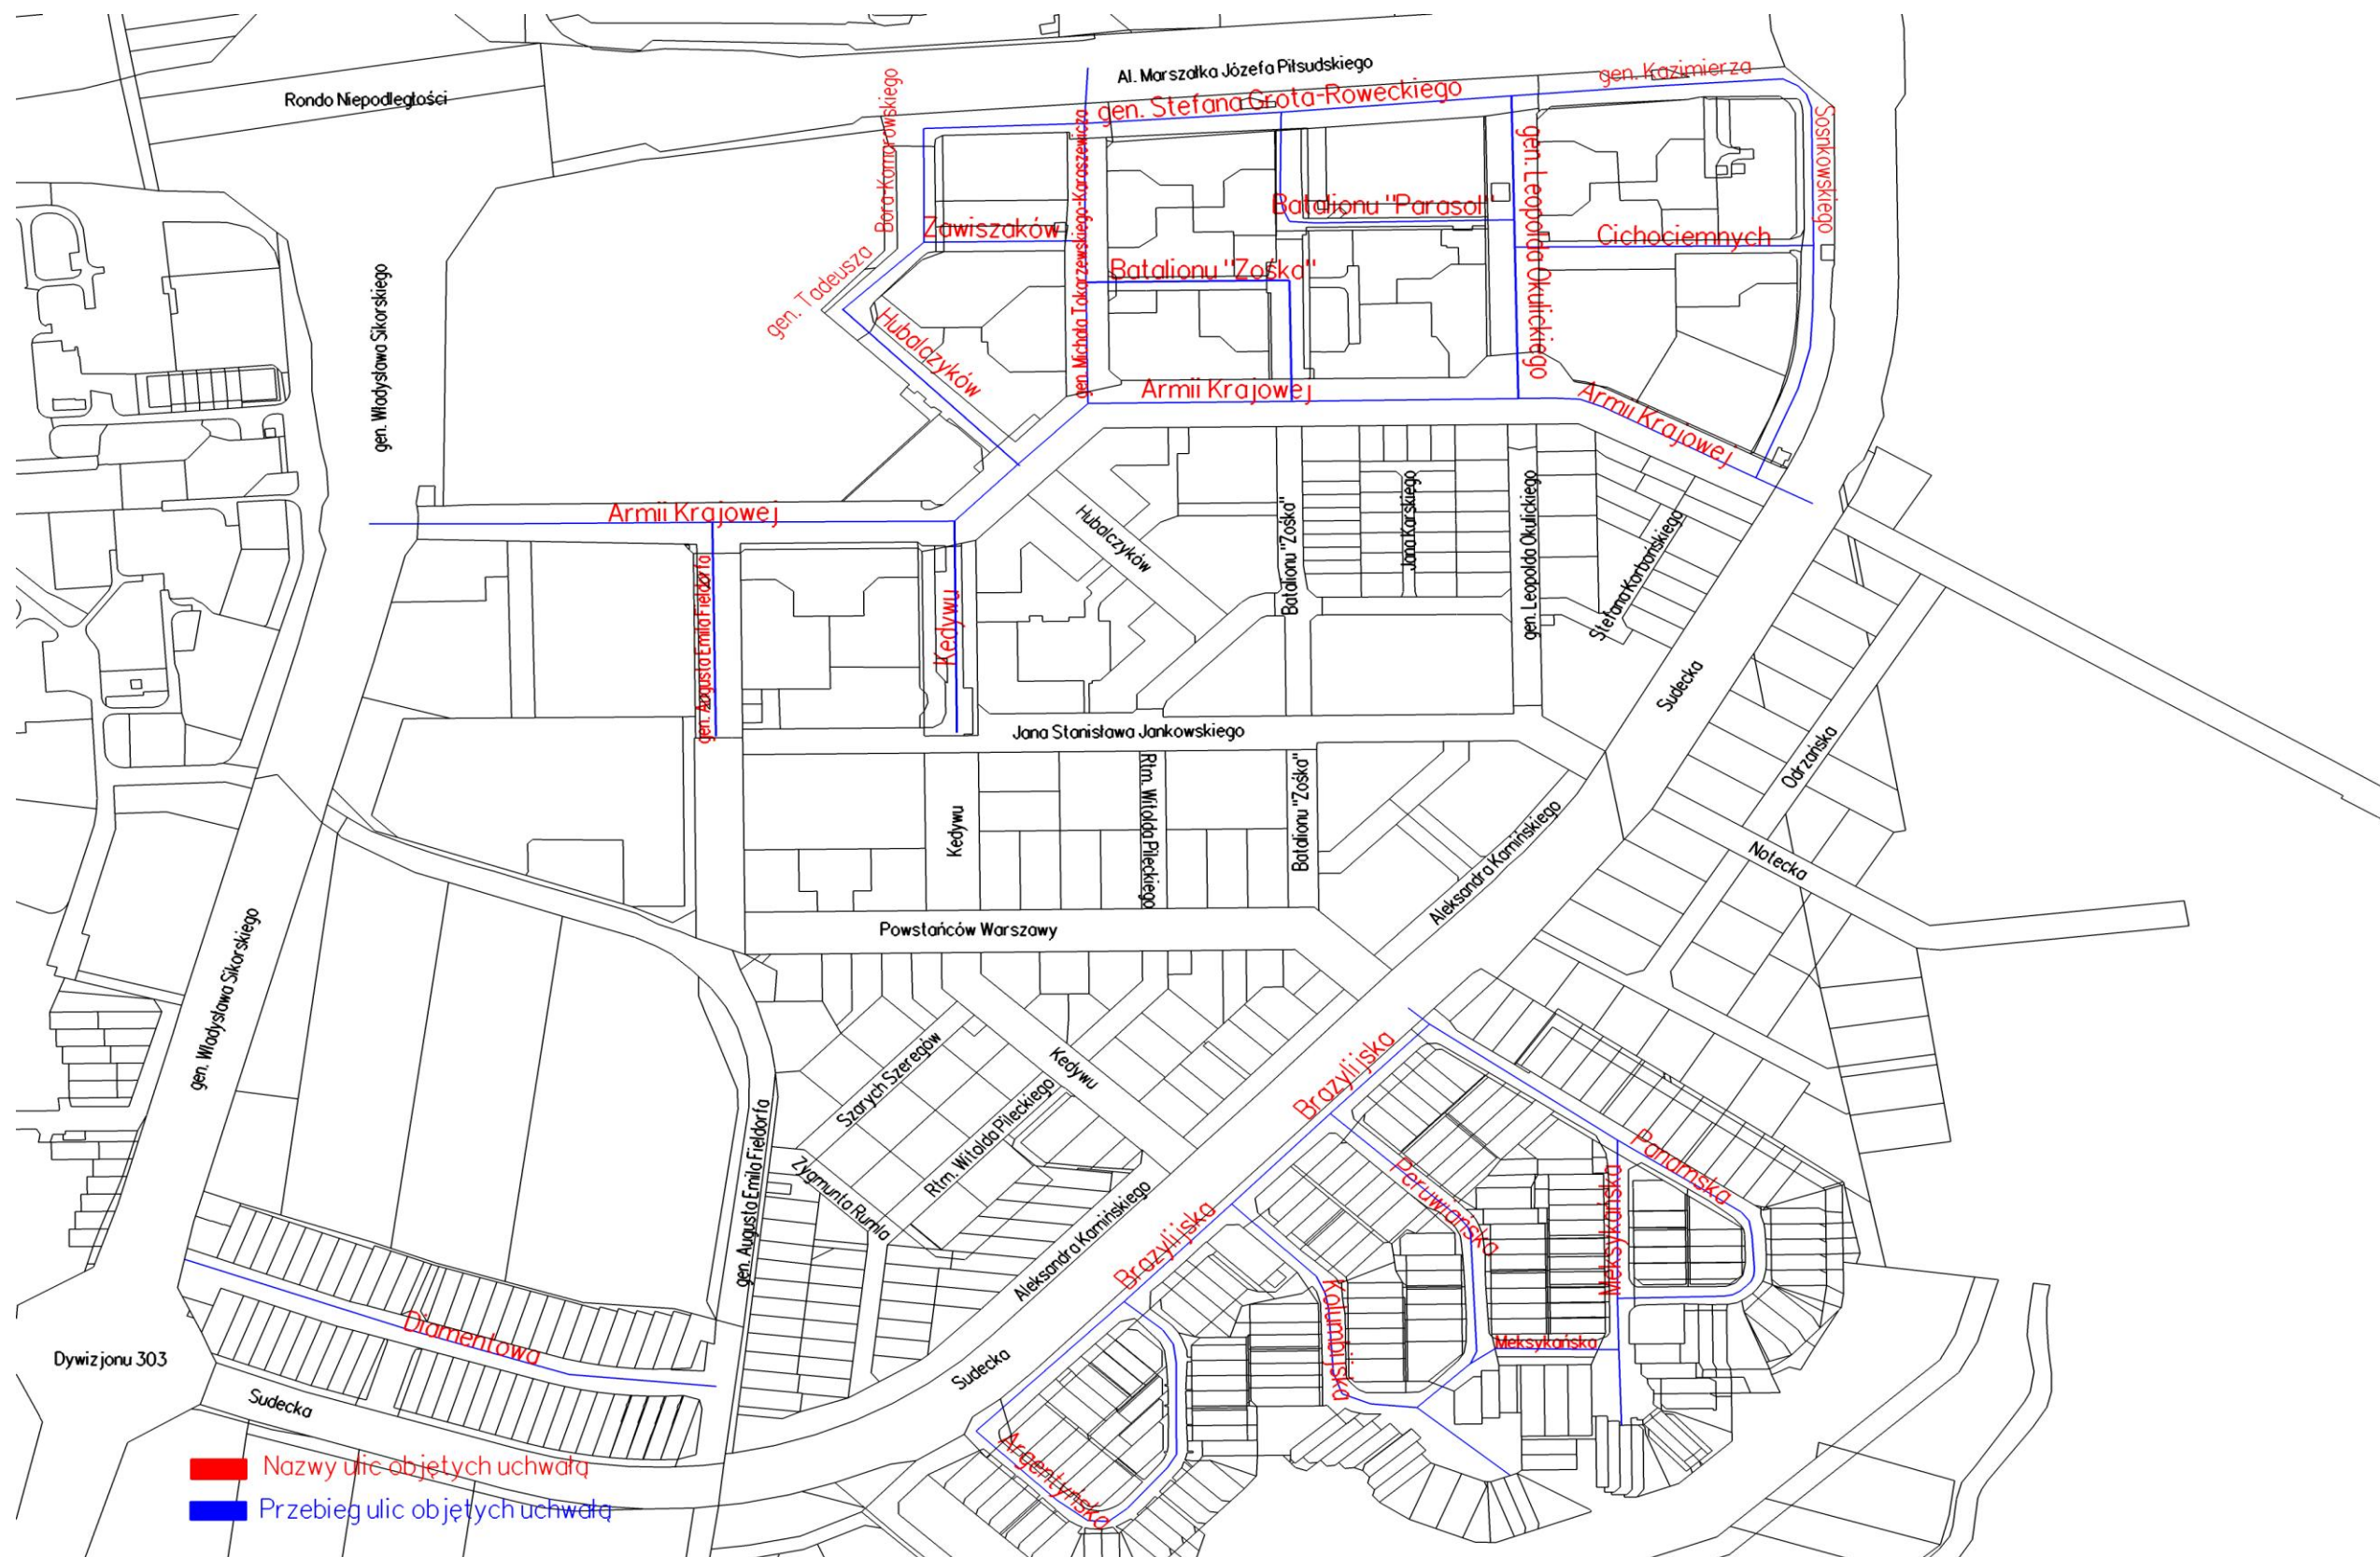 Al. Marszałka Józefa Piłsudskiego
gen. Kazimierza
Sosnkowskiego
Rondo Niepodległości
gen. Stefana Grota-Roweckiego
gen. Tadeusza
Bora-Komorowskiego
gen. Michała Tokarzewskiego-Karaszewicza
gen. Leopolda Okulickiego
Batalionu "Parasol"
Zawiszaków
Cichociemnych
Batalionu "Zośka"
gen. Władysława Sikorskiego
Hubalczyków
Armii Krajowej
Armii Krajowej
Armii Krajowej
Hubalczyków
Batalionu "Zośka"
Jana Karskiego
gen. Leopolda Okulickiego
Stefana Korbońskiego
gen. Augusta Emila Fieldorfa
Kedywu
Sudecka
Jana Stanisława Jankowskiego
Odrzańska
Kedywu
Rtm. Witolda Pileckiego
Batalionu "Zośka"
Aleksandra Kamińskiego
Notecka
Powstańców Warszawy
gen. Władysława Sikorskiego
Szarych Szeregów
Kedywu
Rtm. Witolda Pileckiego
Brazylijska
gen. Augusta Emila Fieldorfa
Zygmunta Rumla
Aleksandra Kamińskiego
Brazylijska
Peruwiańska
Meksykańska
Panamska
Kolumbijska
Meksykańska
Diamentowa
Dywizjonu 303
Sudecka
Sudecka
Argentyńska
Nazwy ulic objętych uchwałą
Przebieg ulic objętych uchwałą